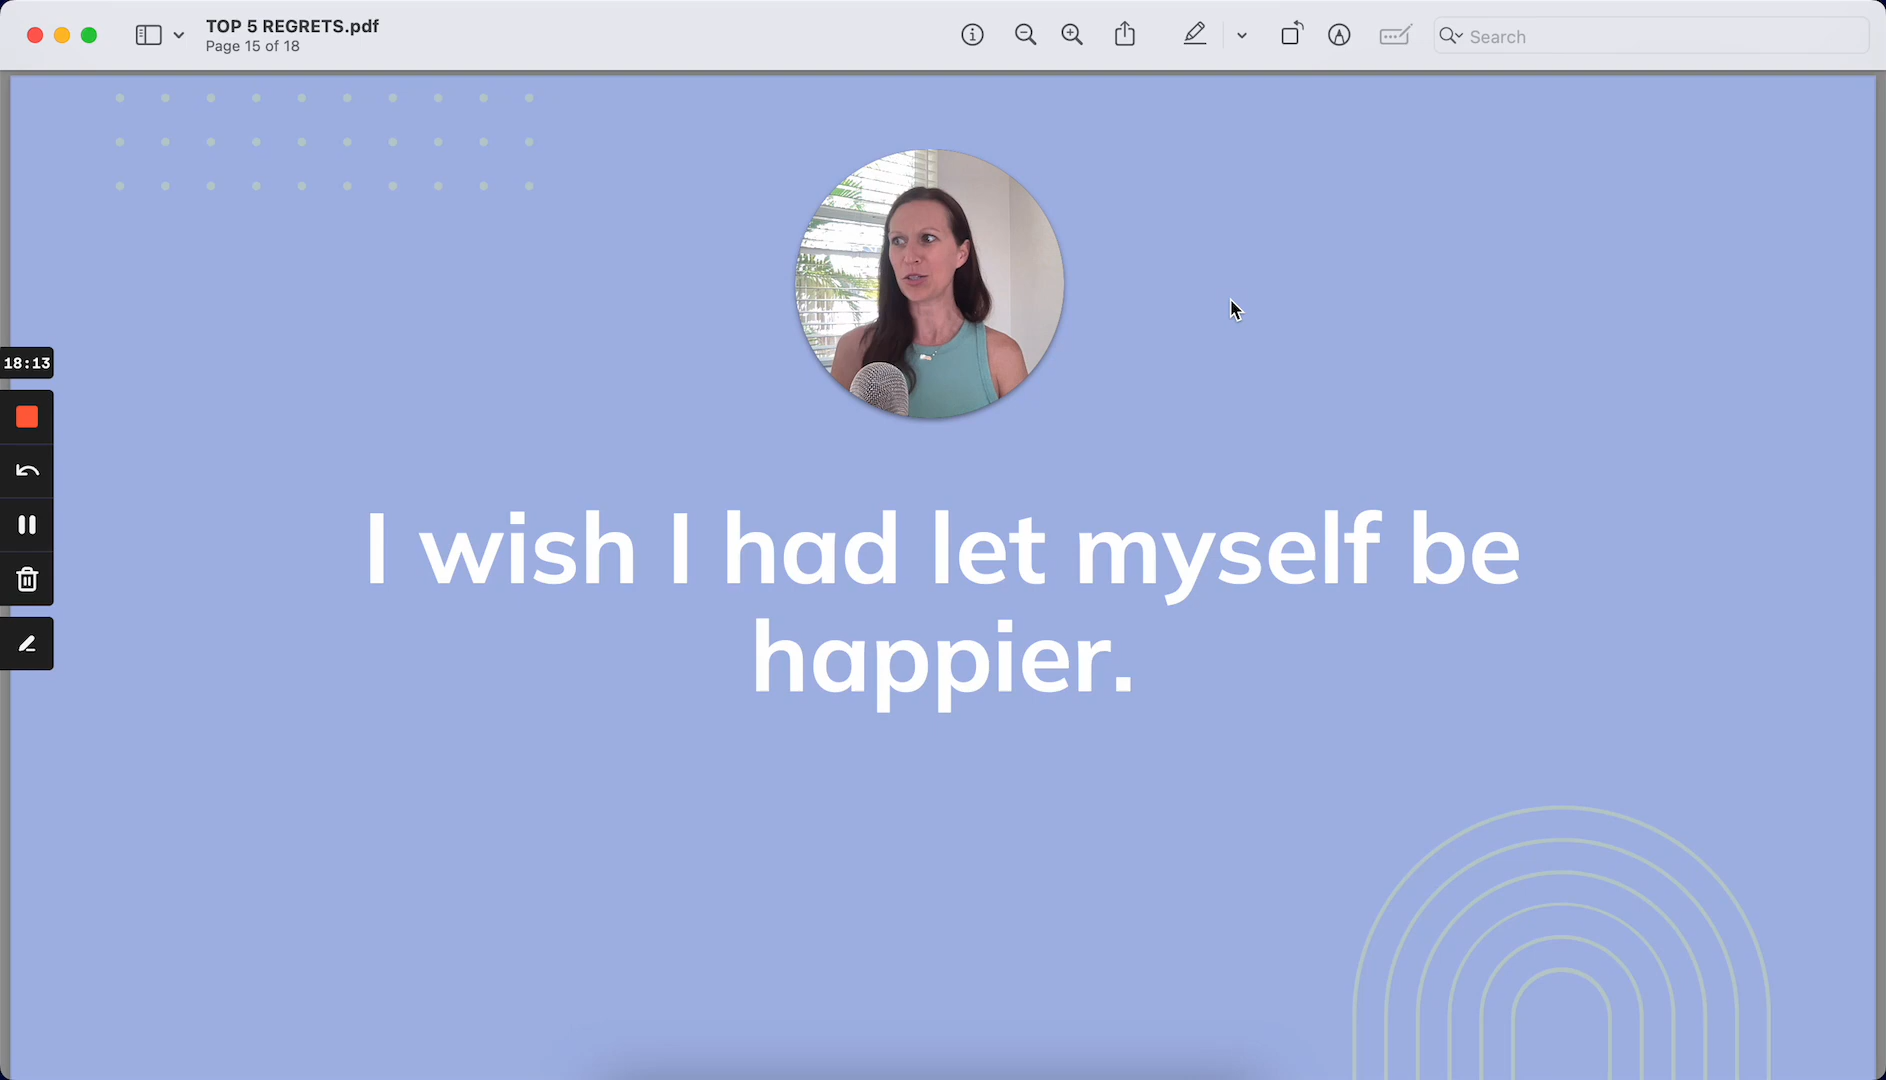 TOP 5 REGRETS.pdf
Page 15 of 18
Search
18:13
I wish I had let myself be
happier.